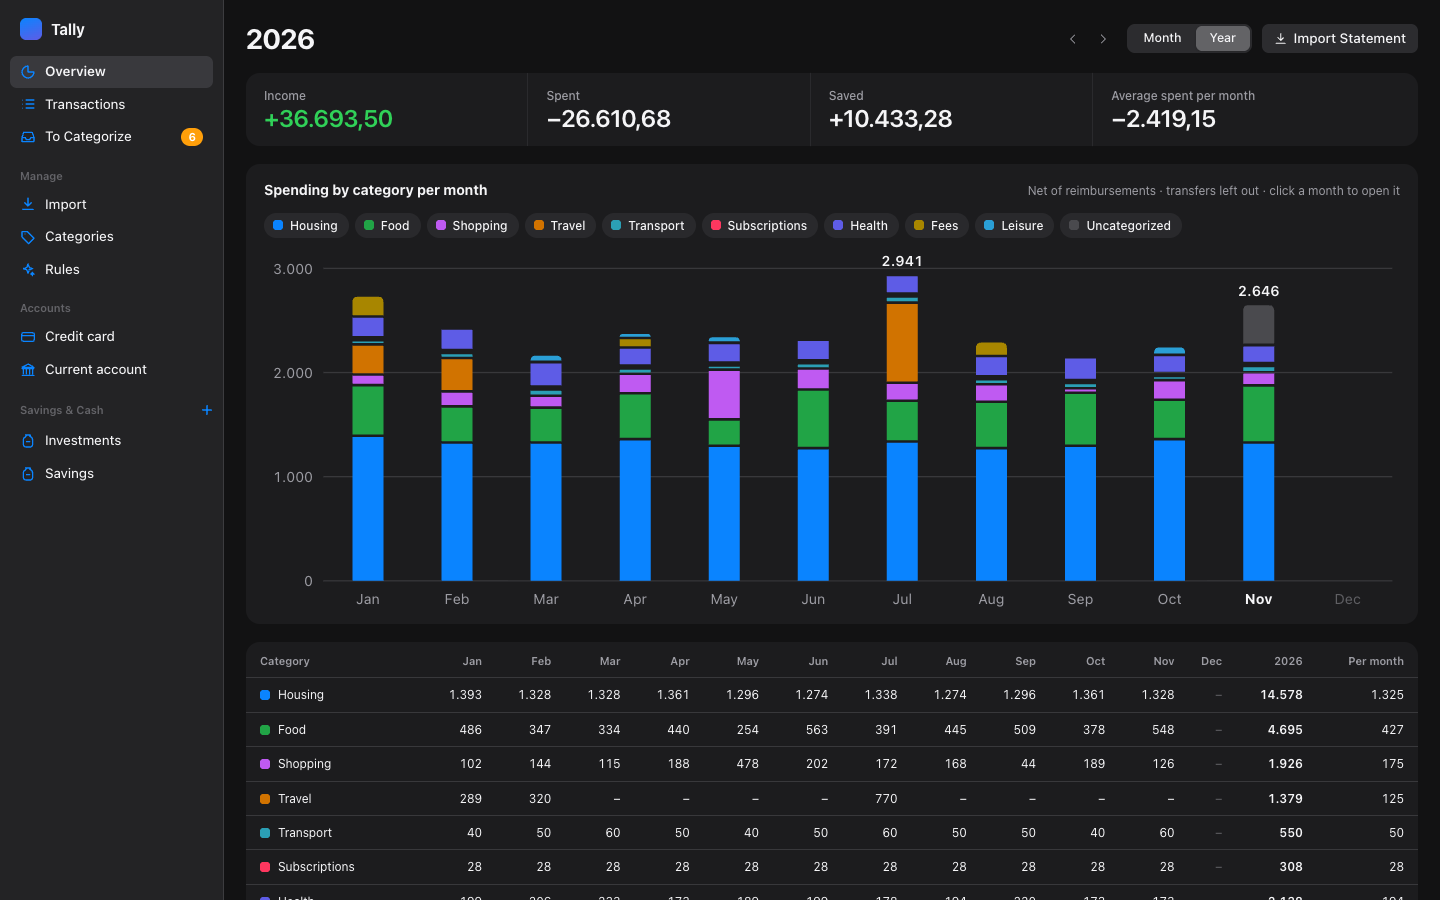 Tally
Overview
Transactions
To Categorize 6
Manage
Import
Categories
Rules
Accounts
Credit card
Current account
Savings & Cash +
Investments
Savings
2026
Month Year Import Statement
Income Spent Saved Average spent per month
+36.693,50 −26.610,68 +10.433,28 −2.419,15
Spending by category per month Net of reimbursements · transfers left out · click a month to open it
Housing Food Shopping Travel Transport Subscriptions Health Fees Leisure Uncategorized
2.941
3.000
2.646
2.000
1.000
0
Jan Feb Mar Apr May Jun Jul Aug Sep Oct Nov Dec
Category Jan Feb Mar Apr May Jun Jul Aug Sep Oct Nov Dec 2026 Per month
Housing 1.393 1.328 1.328 1.361 1.296 1.274 1.338 1.274 1.296 1.361 1.328 – 14.578 1.325
Food 486 347 334 440 254 563 391 445 509 378 548 – 4.695 427
Shopping 102 144 115 188 478 202 172 168 44 189 126 – 1.926 175
Travel 289 320 – – – – 770 – – – – – 1.379 125
Transport 40 50 60 50 40 50 60 50 50 40 60 – 550 50
Subscriptions 28 28 28 28 28 28 28 28 28 28 28 – 308 28